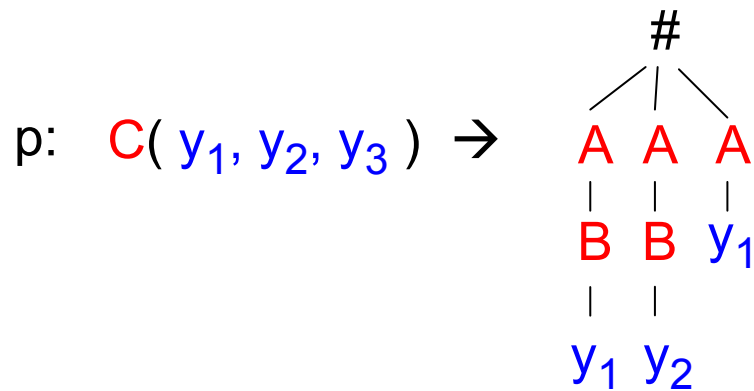 #
p: C( y₁, y₂, y₃ ) → A A A
B B y₁
y₁ y₂